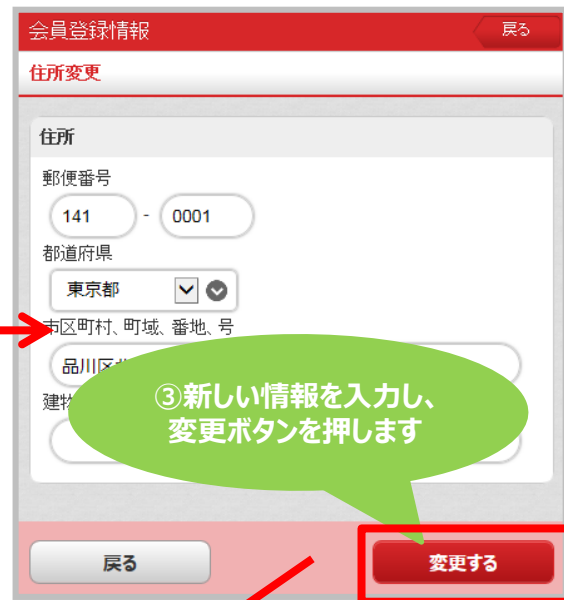 会員登録情報
戻る
住所変更
住所
郵便番号
141 - 0001
都道府県
東京都
市区町村、町域、番地、号
品川区
建物
③新しい情報を入力し、
変更ボタンを押します
戻る
変更する